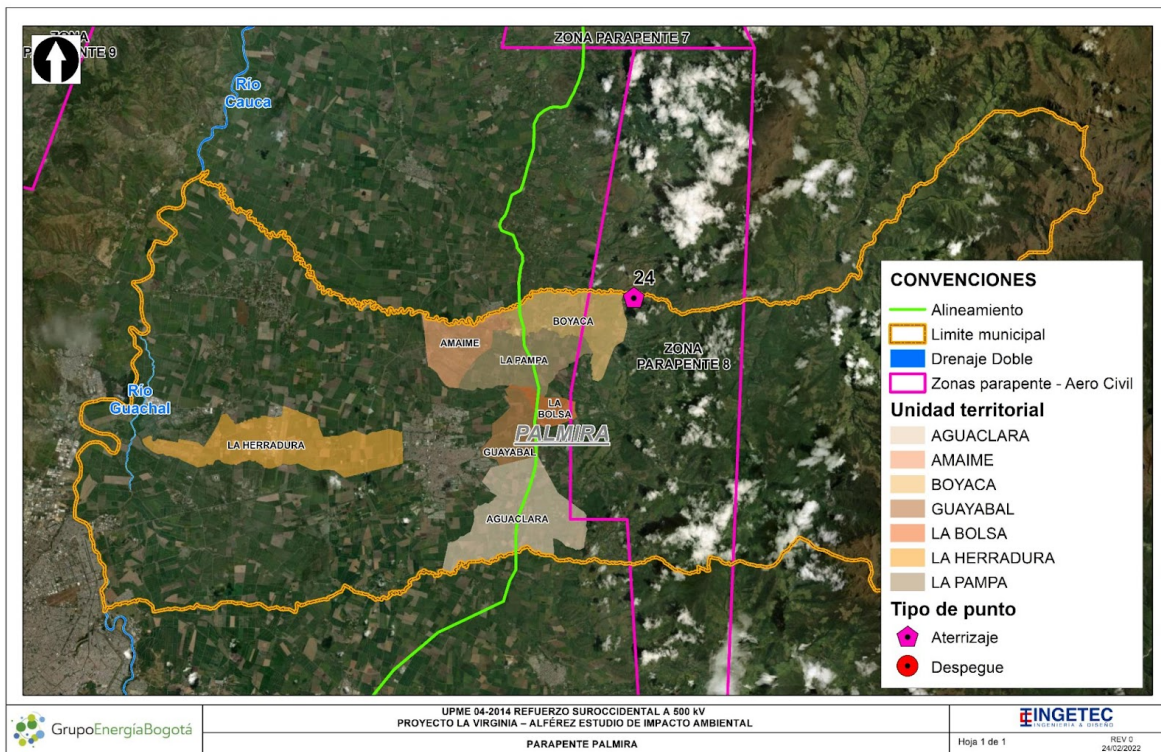 ZONA PARAPENTE 7
ZONA
PARAPENTE 9
Río
Cauca
24
BOYACA
AMAIME
LA PAMPA
ZONA
PARAPENTE 8
Río
Guachal
LA
BOLSA
LA HERRADURA
PALMIRA
GUAYABAL
AGUACLARA
CONVENCIONES
Alineamiento
Limite municipal
Drenaje Doble
Zonas parapente - Aero Civil
Unidad territorial
AGUACLARA
AMAIME
BOYACA
GUAYABAL
LA BOLSA
LA HERRADURA
LA PAMPA
Tipo de punto
Aterrizaje
Despegue
GrupoEnergíaBogotá
UPME 04-2014 REFUERZO SUROCCIDENTAL A 500 kV
PROYECTO LA VIRGINIA – ALFÉREZ ESTUDIO DE IMPACTO AMBIENTAL
PARAPENTE PALMIRA
INGETEC
INGENIERÍA & DISEÑO
Hoja 1 de 1
REV 0
24/02/2022